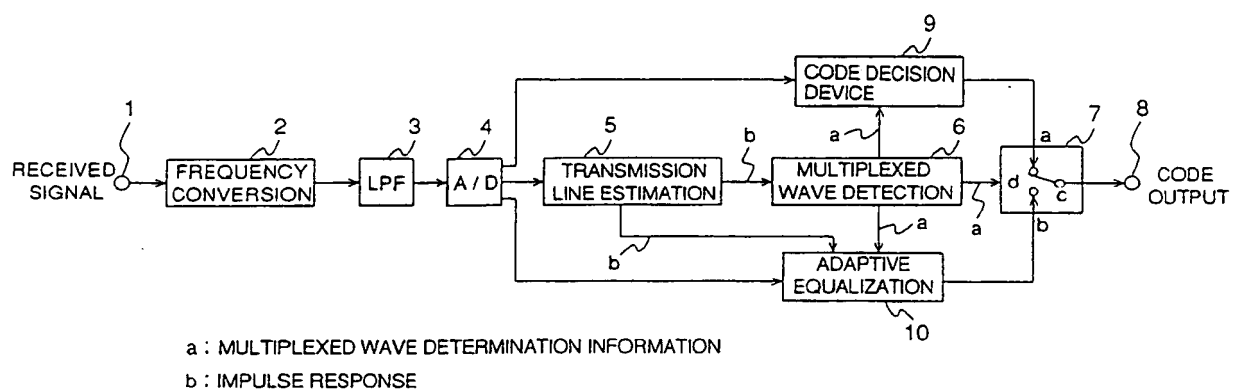 9
CODE DECISION
DEVICE
1
2
3
4
5
a
6
a
7
8
RECEIVED
SIGNAL
FREQUENCY
CONVERSION
LPF
A / D
TRANSMISSION
LINE ESTIMATION
b
MULTIPLEXED
WAVE DETECTION
a
d
c
b
CODE
OUTPUT
b
a
ADAPTIVE
EQUALIZATION
10
a : MULTIPLEXED WAVE DETERMINATION INFORMATION
b : IMPULSE RESPONSE